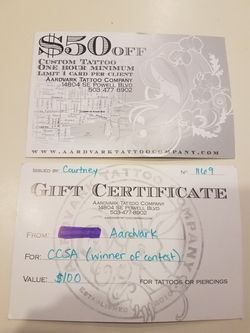 $50 OFF
CUSTOM TATTOO
ONE HOUR MINIMUM
LIMIT 1 CARD PER CLIENT
AARDVARK TATTOO COMPANY
14804 SE POWELL BLVD
503-477-8902
WWW.AARDVARKTATTOOCOMPANY.COM
ISSUED BY: Courtney Nº 1169
GIFT CERTIFICATE
AARDVARK TATTOO COMPANY
14804 SE POWELL BLVD
503-477-8902
AARDVARKTATTOOCOMPANY.COM
FROM: Aardvark
FOR: CCSA (winner of contest)
VALUE: $100 FOR TATTOOS OR PIERCINGS